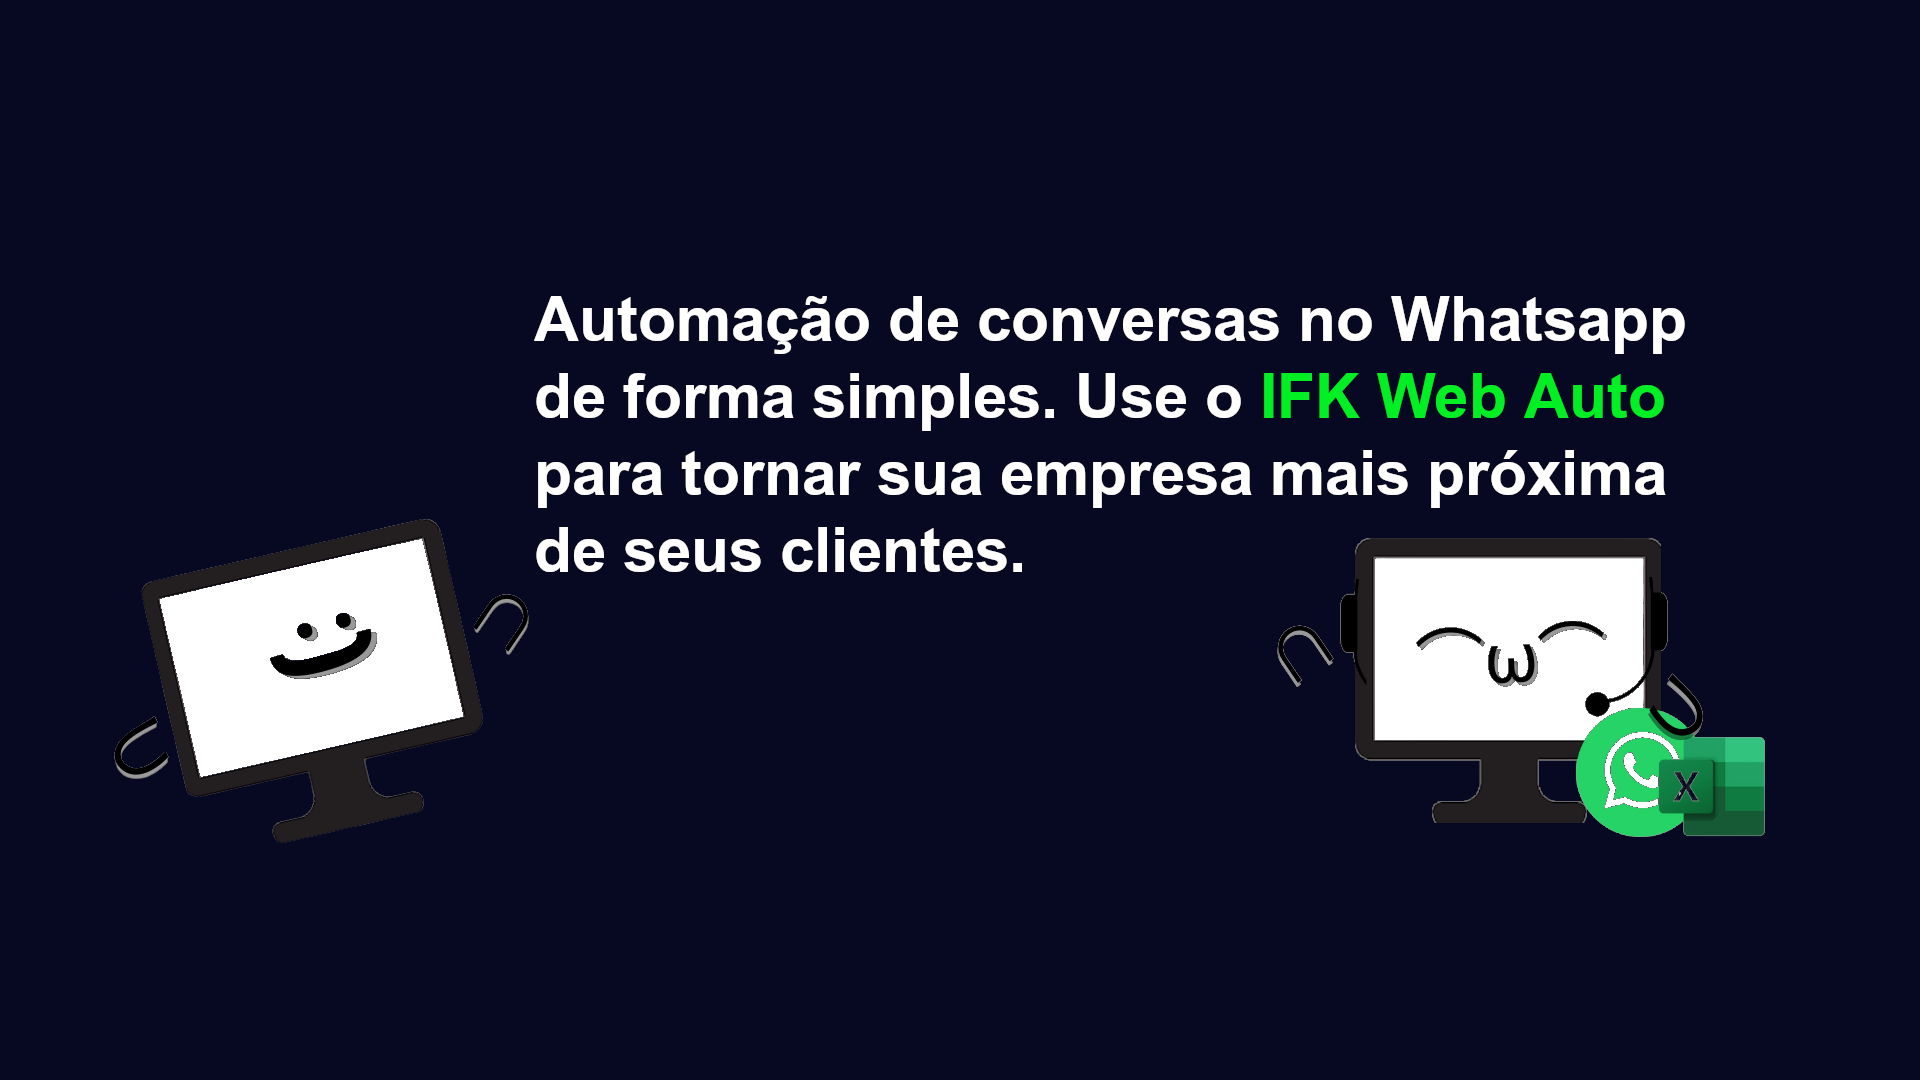 Automação de conversas no Whatsapp
de forma simples. Use o IFK Web Auto
para tornar sua empresa mais próxima
de seus clientes.
X